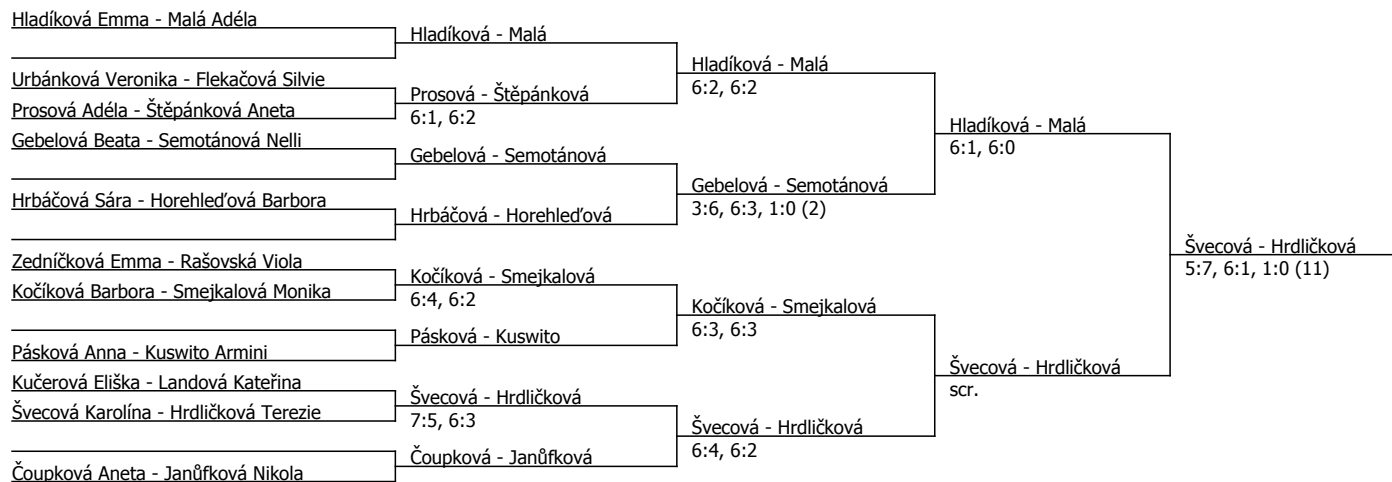 Hladíková Emma - Malá Adéla
Urbánková Veronika - Flekačová Silvie
Prosová Adéla - Štěpánková Aneta
Gebelová Beata - Semotánová Nelli
Hrbáčová Sára - Horehleďová Barbora
Zedníčková Emma - Rašovská Viola
Kočíková Barbora - Smejkalová Monika
Pásková Anna - Kuswito Armini
Kučerová Eliška - Landová Kateřina
Švecová Karolína - Hrdličková Terezie
Čoupková Aneta - Janůfková Nikola
Hladíková - Malá
Prosová - Štěpánková
6:1, 6:2
Gebelová - Semotánová
Hrbáčová - Horehleďová
Kočíková - Smejkalová
6:4, 6:2
Pásková - Kuswito
Švecová - Hrdličková
7:5, 6:3
Čoupková - Janůfková
Hladíková - Malá
6:2, 6:2
Gebelová - Semotánová
3:6, 6:3, 1:0 (2)
Kočíková - Smejkalová
6:3, 6:3
Švecová - Hrdličková
6:4, 6:2
Hladíková - Malá
6:1, 6:0
Švecová - Hrdličková
scr.
Švecová - Hrdličková
5:7, 6:1, 1:0 (11)